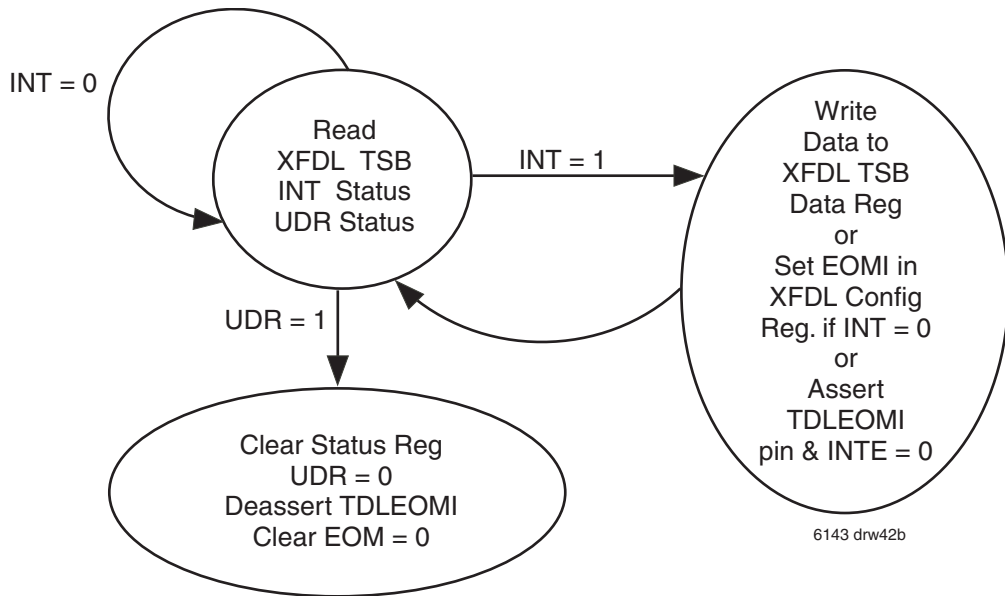 INT = 0
Read
XFDL TSB
INT Status
UDR Status
INT = 1
Write
Data to
XFDL TSB
Data Reg
or
Set EOMI in
XFDL Config
Reg. if INT = 0
or
Assert
TDLEOMI
pin & INTE = 0
UDR = 1
Clear Status Reg
UDR = 0
Deassert TDLEOMI
Clear EOM = 0
6143 drw42b